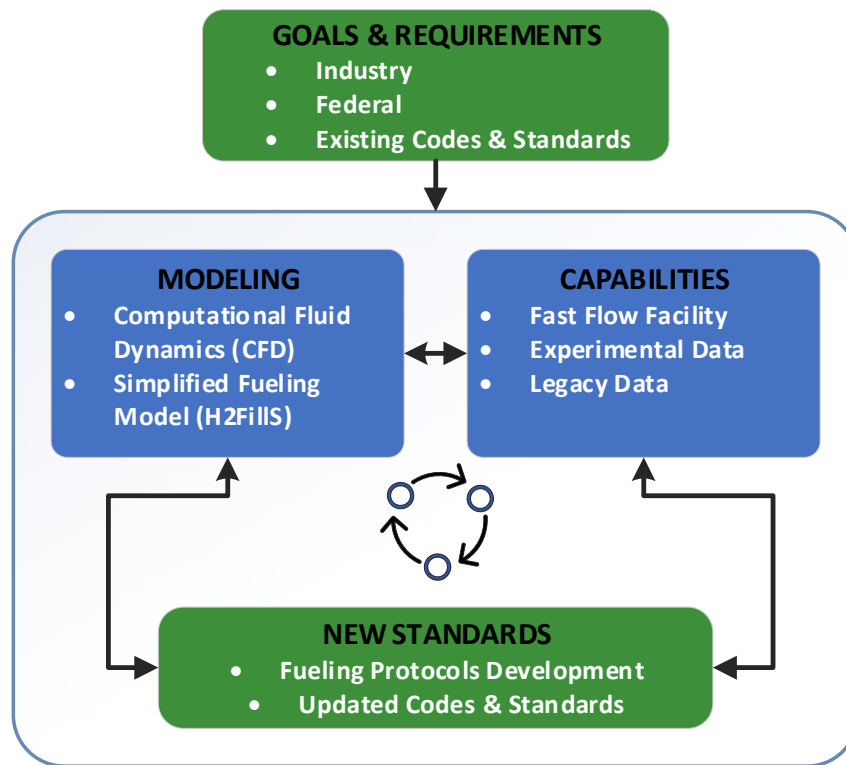 GOALS & REQUIREMENTS
• Industry
• Federal
• Existing Codes & Standards
MODELING
• Computational Fluid
Dynamics (CFD)
• Simplified Fueling
Model (H2FillS)
CAPABILITIES
• Fast Flow Facility
• Experimental Data
• Legacy Data
NEW STANDARDS
• Fueling Protocols Development
• Updated Codes & Standards